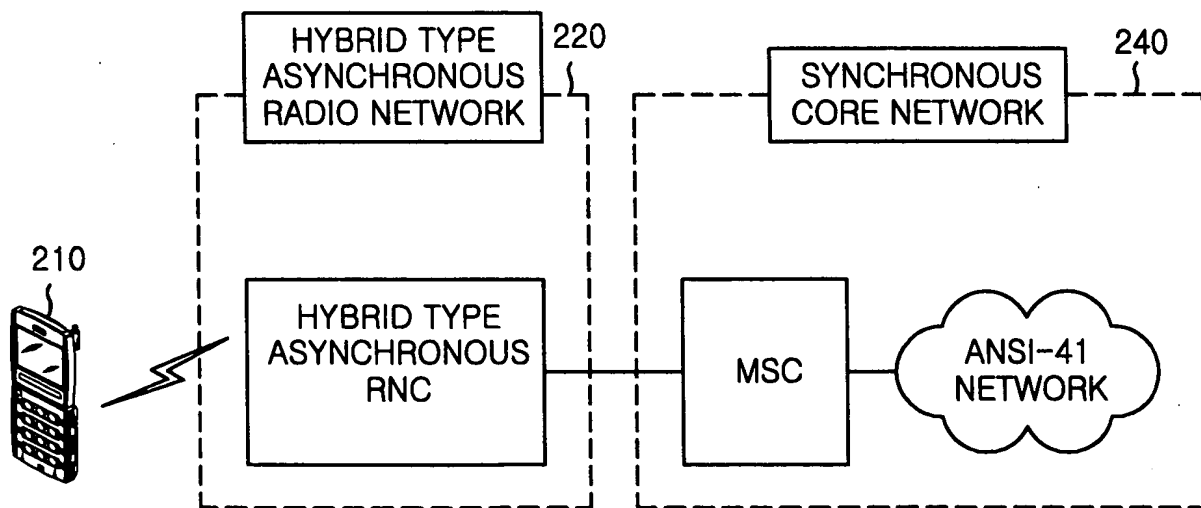 HYBRID TYPE
ASYNCHRONOUS
RADIO NETWORK
220
SYNCHRONOUS
CORE NETWORK
240
210
HYBRID TYPE
ASYNCHRONOUS
RNC
MSC
ANSI-41
NETWORK